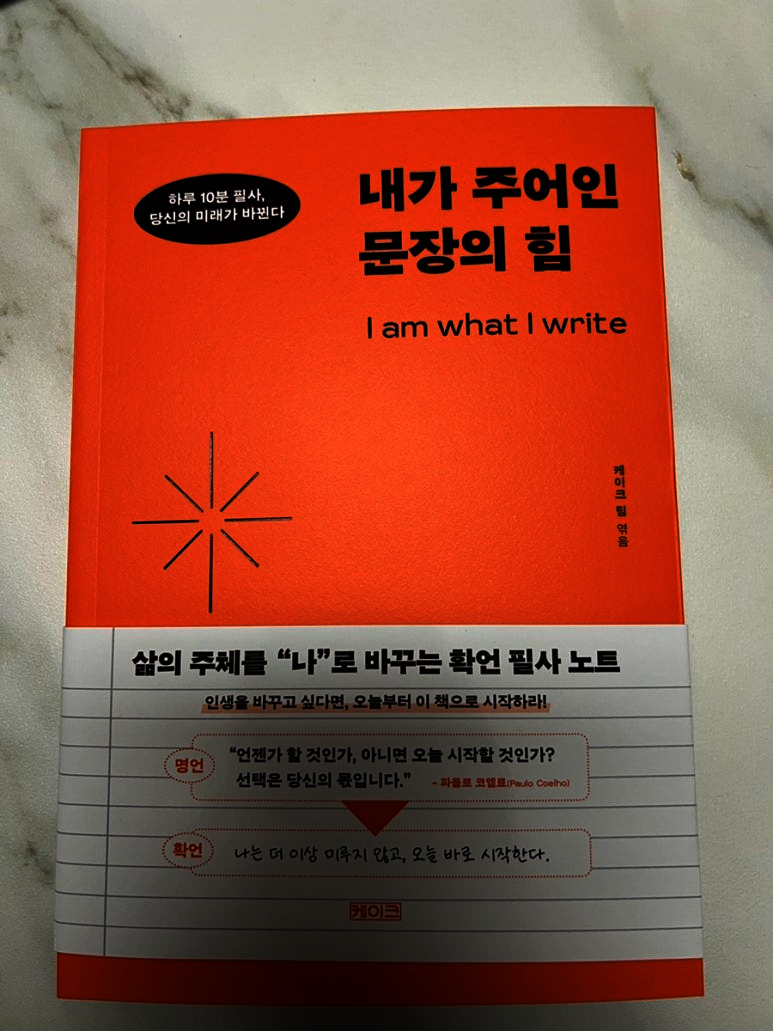 하루 10분 필사,
당신의 미래가 바뀐다
내가 주어인
문장의 힘
I am what I write
케이크 팀 엮음
삶의 주체를 “나”로 바꾸는 확언 필사 노트
인생을 바꾸고 싶다면, 오늘부터 이 책으로 시작하라!
명언
“언젠가 할 것인가, 아니면 오늘 시작할 것인가?
선택은 당신의 몫입니다.” - 파울로 코엘료(Paulo Coelho)
확언
나는 더 이상 미루지 않고, 오늘 바로 시작한다.
케이크